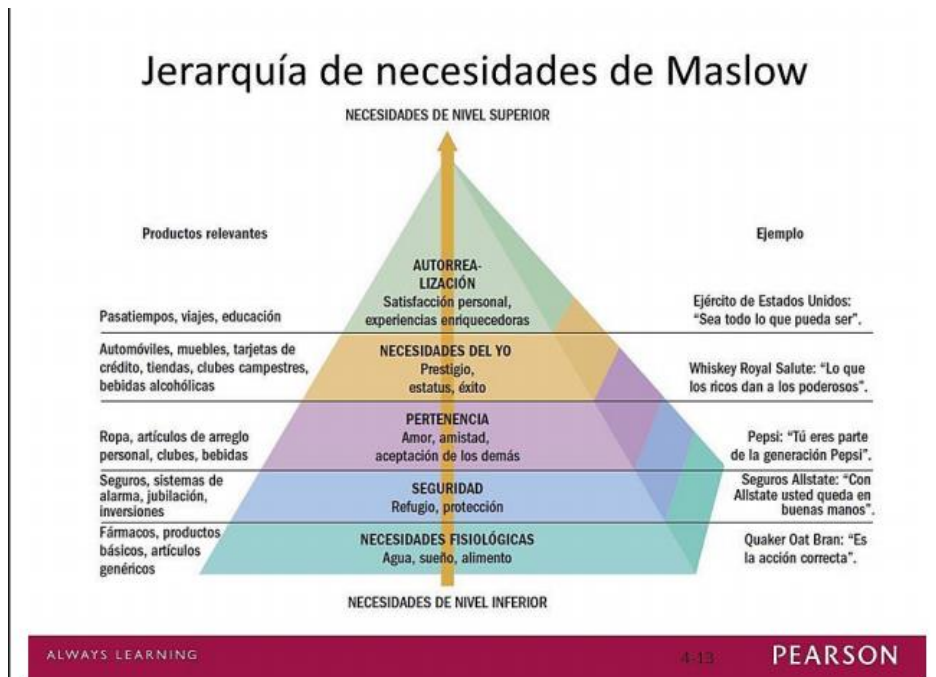 Jerarquía de necesidades de Maslow
NECESIDADES DE NIVEL SUPERIOR
Productos relevantes
Ejemplo
AUTORREA-
LIZACIÓN
Satisfacción personal,
experiencias enriquecedoras
Pasatiempos, viajes, educación
Ejército de Estados Unidos:
“Sea todo lo que pueda ser”.
Automóviles, muebles, tarjetas de
crédito, tiendas, clubes campestres,
bebidas alcohólicas
NECESIDADES DEL YO
Prestigio,
estatus, éxito
Whiskey Royal Salute: “Lo que
los ricos dan a los poderosos”.
Ropa, artículos de arreglo
personal, clubes, bebidas
PERTENENCIA
Amor, amistad,
aceptación de los demás
Pepsi: “Tú eres parte
de la generación Pepsi”.
Seguros, sistemas de
alarma, jubilación,
inversiones
SEGURIDAD
Refugio, protección
Seguros Allstate: “Con
Allstate usted queda en
buenas manos”.
Fármacos, productos
básicos, artículos
genéricos
NECESIDADES FISIOLÓGICAS
Agua, sueño, alimento
Quaker Oat Bran: “Es
la acción correcta”.
NECESIDADES DE NIVEL INFERIOR
ALWAYS LEARNING
4-13
PEARSON